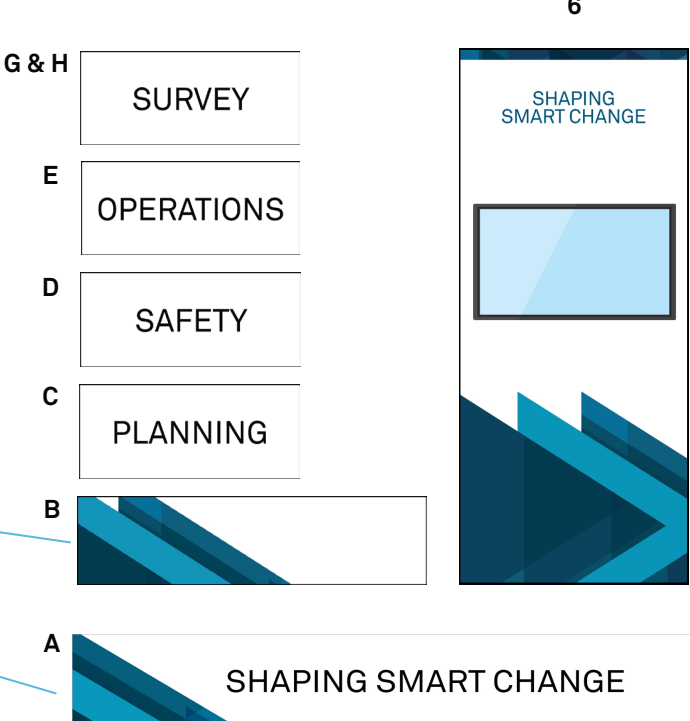 6
G & H
SURVEY
SHAPING
SMART CHANGE
E
OPERATIONS
D
SAFETY
C
PLANNING
B
A
SHAPING SMART CHANGE